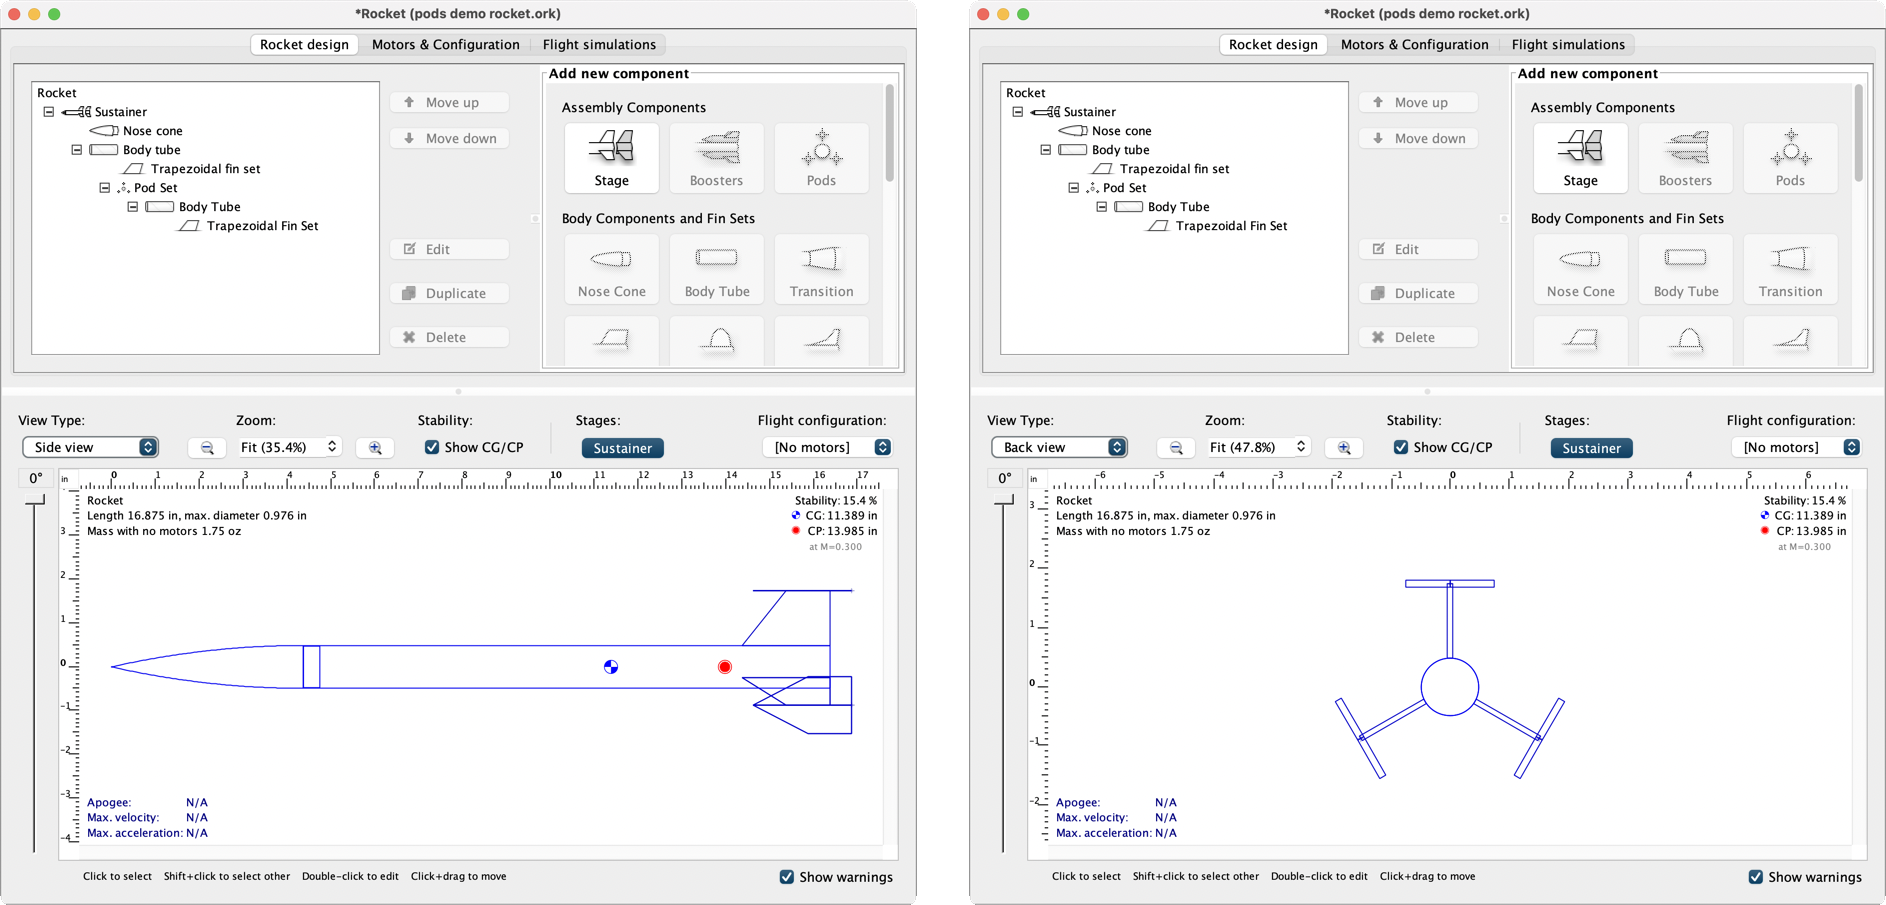 *Rocket (pods demo rocket.ork)
Rocket design Motors & Configuration Flight simulations
Rocket
Sustainer
Nose cone
Body tube
Trapezoidal fin set
Pod Set
Body Tube
Trapezoidal Fin Set
Move up
Move down
Edit
Duplicate
Delete
Add new component
Assembly Components
Stage Boosters Pods
Body Components and Fin Sets
Nose Cone Body Tube Transition
View Type: Zoom: Stability: Stages: Flight configuration:
Side view Fit (35.4%) Show CG/CP Sustainer [No motors]
0°
in 0 1 2 3 4 5 6 7 8 9 10 11 12 13 14 15 16 17
3
2
1
0
-1
-2
-3
-4
Rocket
Length 16.875 in, max. diameter 0.976 in
Mass with no motors 1.75 oz
Stability: 15.4 %
CG: 11.389 in
CP: 13.985 in
at M=0.300
Apogee: N/A
Max. velocity: N/A
Max. acceleration: N/A
Click to select Shift+click to select other Double-click to edit Click+drag to move
Show warnings
*Rocket (pods demo rocket.ork)
Rocket design Motors & Configuration Flight simulations
Rocket
Sustainer
Nose cone
Body tube
Trapezoidal fin set
Pod Set
Body Tube
Trapezoidal Fin Set
Move up
Move down
Edit
Duplicate
Delete
Add new component
Assembly Components
Stage Boosters Pods
Body Components and Fin Sets
Nose Cone Body Tube Transition
View Type: Zoom: Stability: Stages: Flight configuration:
Back view Fit (47.8%) Show CG/CP Sustainer [No motors]
0°
in -6 -5 -4 -3 -2 -1 0 1 2 3 4 5 6
3
2
1
0
-1
-2
Rocket
Length 16.875 in, max. diameter 0.976 in
Mass with no motors 1.75 oz
Stability: 15.4 %
CG: 11.389 in
CP: 13.985 in
at M=0.300
Apogee: N/A
Max. velocity: N/A
Max. acceleration: N/A
Click to select Shift+click to select other Double-click to edit Click+drag to move
Show warnings